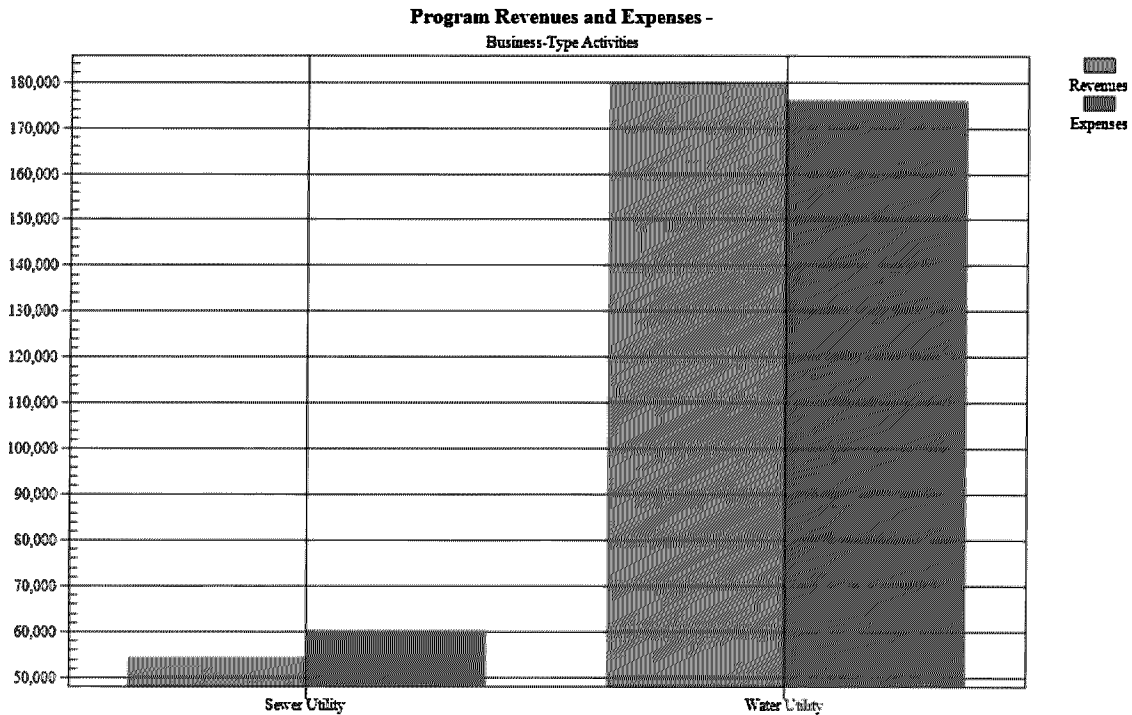 Program Revenues and Expenses -
Business-Type Activities
Revenues
Expenses
180,000
170,000
160,000
150,000
140,000
130,000
120,000
110,000
100,000
90,000
80,000
70,000
60,000
50,000
Sewer Utility
Water Utility